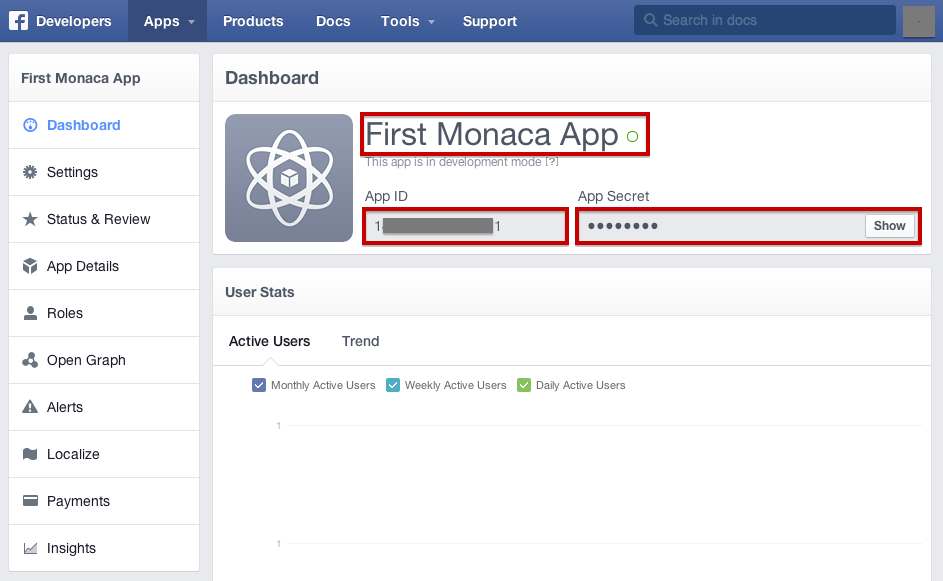 Developers Apps Products Docs Tools Support Search in docs
First Monaca App
Dashboard
Settings
Status & Review
App Details
Roles
Open Graph
Alerts
Localize
Payments
Insights
Dashboard
First Monaca App
This app is in development mode [?]
App ID App Secret
1 1 •••••••• Show
User Stats
Active Users Trend
Monthly Active Users Weekly Active Users Daily Active Users
1
1